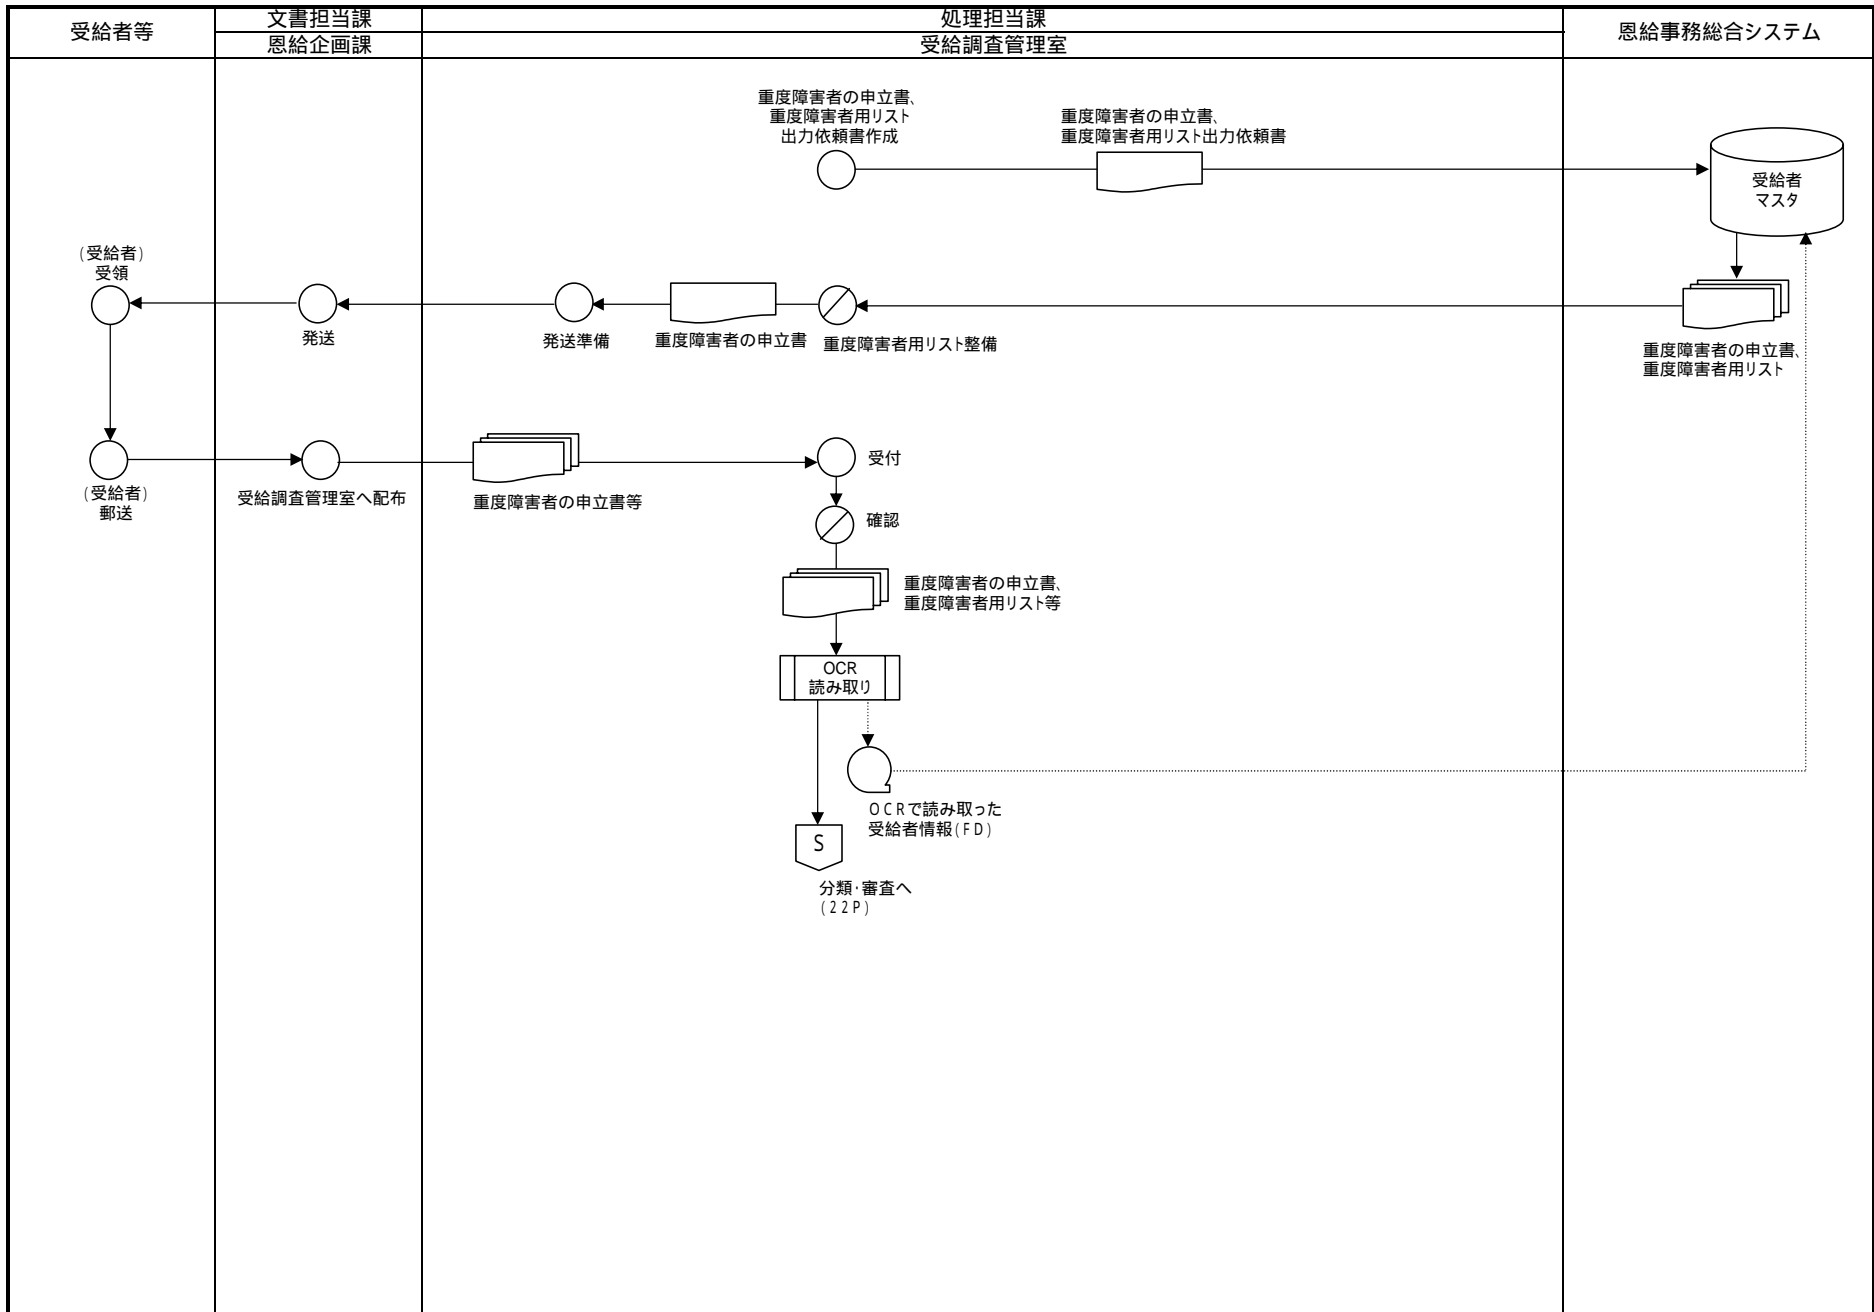 受給者等
文書担当課
恩給企画課
処理担当課
受給調査管理室
恩給事務総合システム
重度障害者の申立書、
重度障害者用リスト
出力依頼書作成
重度障害者の申立書、
重度障害者用リスト出力依頼書
受給者
マスタ
(受給者)
受領
発送
発送準備
重度障害者の申立書
重度障害者用リスト整備
重度障害者の申立書、
重度障害者用リスト
(受給者)
郵送
受給調査管理室へ配布
重度障害者の申立書等
受付
確認
重度障害者の申立書、
重度障害者用リスト等
OCR
読み取り
OCRで読み取った
受給者情報(FD)
S
分類・審査へ
(22P)